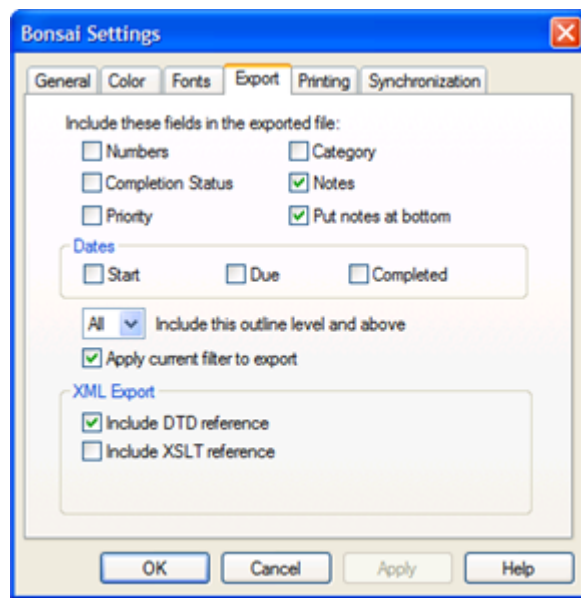 Bonsai Settings
General Color Fonts Export Printing Synchronization
Include these fields in the exported file:
Numbers Category
Completion Status Notes
Priority Put notes at bottom
Dates
Start Due Completed
All Include this outline level and above
Apply current filter to export
XML Export
Include DTD reference
Include XSLT reference
OK Cancel Apply Help